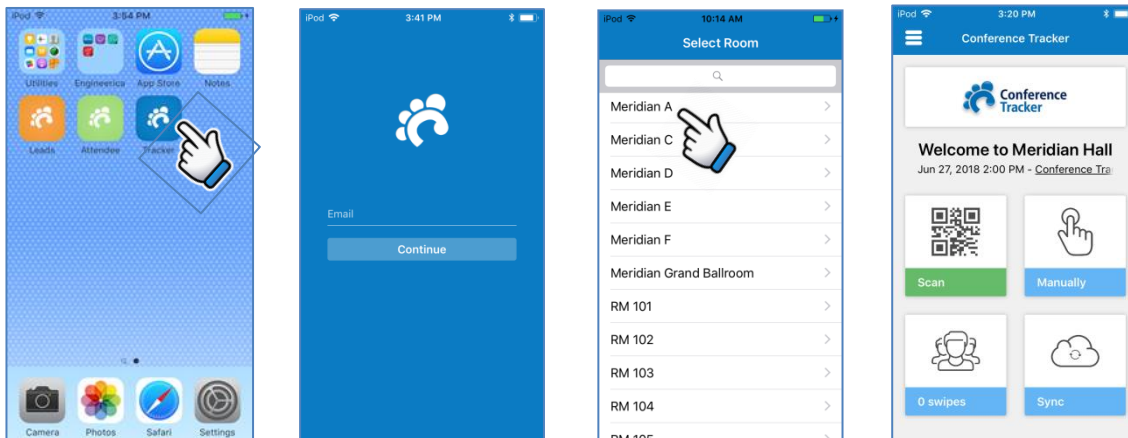 iPod 3:54 PM
Utilities Engineerica App Store Notes
Leads Attendee Tracker
Camera Photos Safari Settings
iPod 3:41 PM
Email
Continue
iPod 10:14 AM
Select Room
Meridian A
Meridian C
Meridian D
Meridian E
Meridian F
Meridian Grand Ballroom
RM 101
RM 102
RM 103
RM 104
RM 105
iPod 3:20 PM
Conference Tracker
Conference
Tracker
Welcome to Meridian Hall
Jun 27, 2018 2:00 PM - Conference Tra
Scan Manually
0 swipes Sync